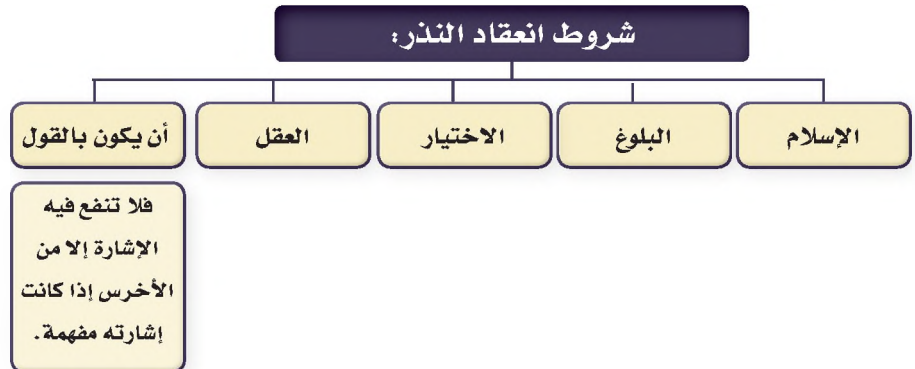 شروط انعقاد النذر:
الإسلام
البلوغ
الاختيار
العقل
أن يكون بالقول
فلا تنفع فيه
الإشارة إلا من
الأخرس إذا كانت
إشارته مفهمة.